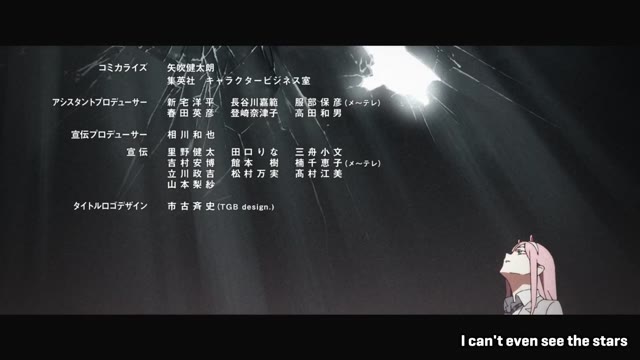 コミカライズ 矢吹健太朗
集英社 キャラクタービジネス室
アシスタントプロデューサー 新宅洋平 長谷川嘉範 服部保彦(メ〜テレ)
春田英彦 登崎奈津子 高田和男
宣伝プロデューサー 相川和也
宣伝 里野健太 田口りな 三舟小文
吉村安博 館本樹 楠千恵子(メ〜テレ)
立川政吉 松村万実 高村江美
山本梨紗
タイトルロゴデザイン 市古斉史(TGB design.)
I can't even see the stars